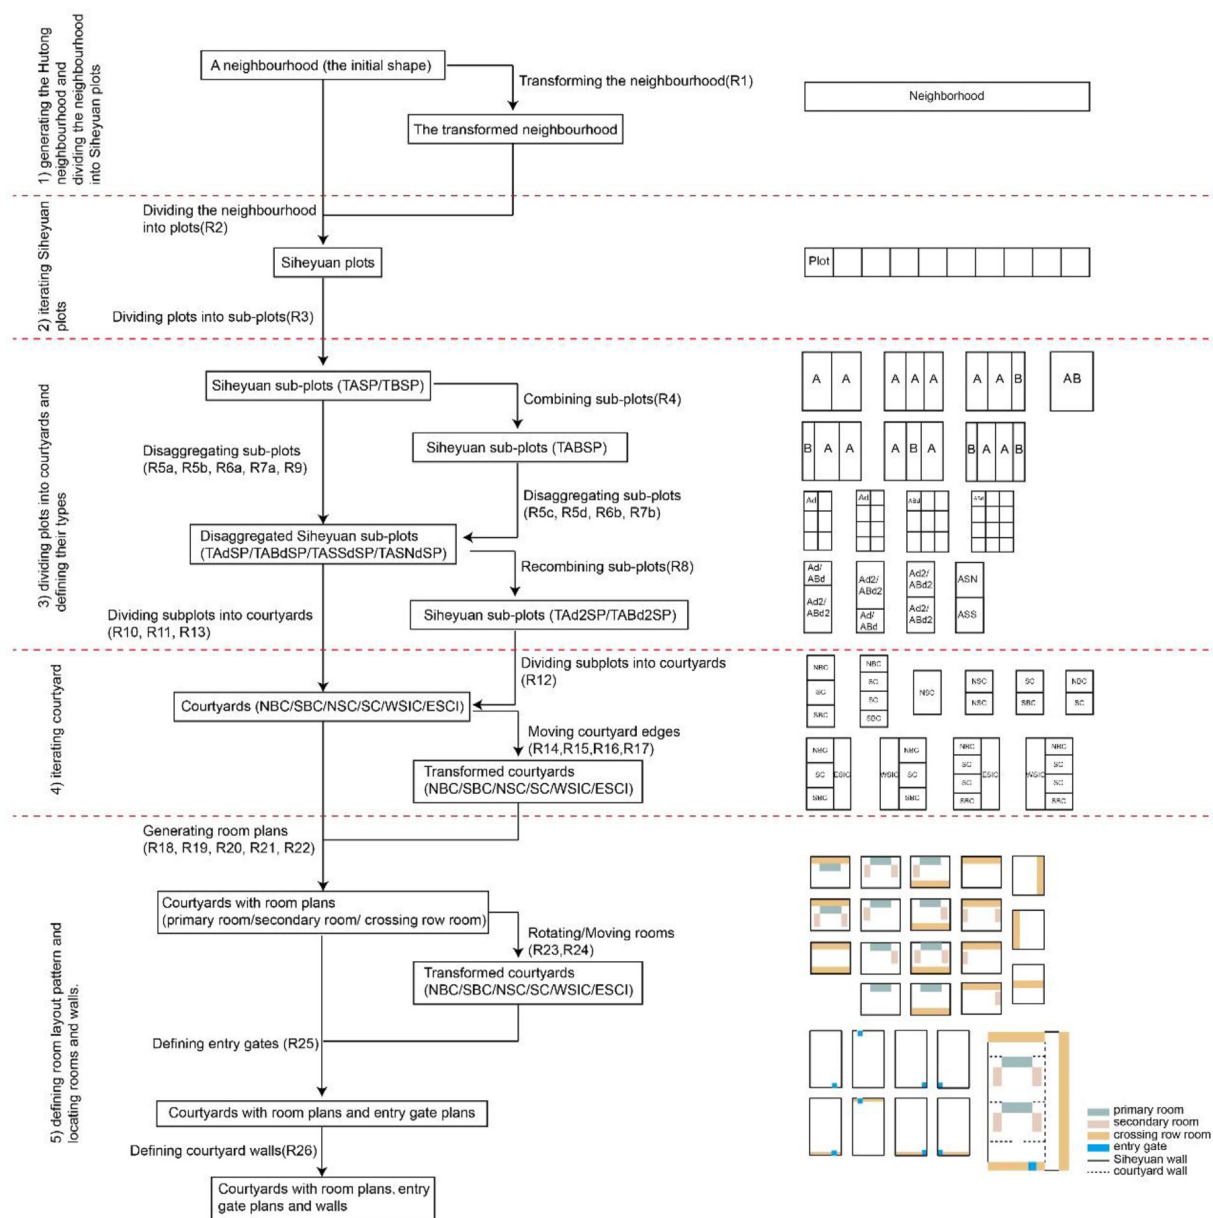 1) generating the Hutong
neighbourhood and
dividing the neighbourhood
into Siheyuan plots
A neighbourhood (the initial shape)
Transforming the neighbourhood(R1)
The transformed neighbourhood
Neighborhood
2) iterating Siheyuan
plots
Dividing the neighbourhood
into plots(R2)
Siheyuan plots
Dividing plots into sub-plots(R3)
Plot
3) dividing plots into courtyards and
defining their types
Siheyuan sub-plots (TASP/TBSP)
Combining sub-plots(R4)
Disaggregating sub-plots
(R5a, R5b, R6a, R7a, R9)
Siheyuan sub-plots (TABSP)
Disaggregating sub-plots
(R5c, R5d, R6b, R7b)
Disaggregated Siheyuan sub-plots
(TAdSP/TABdSP/TASSdSP/TASNdSP)
Recombining sub-plots(R8)
Dividing subplots into courtyards
(R10, R11, R13)
Siheyuan sub-plots (TAd2SP/TABd2SP)
A A A A A A A B AB
B A A A B A B A A B
Ad Ad ABd ABd
Ad/
ABd
Ad2/
ABd2
Ad2/
ABd2
Ad/
ABd
Ad2/
ABd2
Ad2/
ABd2
ASN
ASS
4) iterating courtyard
Dividing subplots into courtyards
(R12)
Courtyards (NBC/SBC/NSC/SC/WSIC/ESCI)
Moving courtyard edges
(R14,R15,R16,R17)
Transformed courtyards
(NBC/SBC/NSC/SC/WSIC/ESCI)
NBC
SC
SBC
NBC
SC
SC
SBC
NSC
NSC
NSC
SC
SBC
NBC
SC
NBC
SC
SBC
ESIC
WSIC
NBC
SC
SBC
NBC
SC
SC
SBC
ESIC
WSIC
NBC
SC
SC
SBC
5) defining room layout pattern and
locating rooms and walls.
Generating room plans
(R18, R19, R20, R21, R22)
Courtyards with room plans
(primary room/secondary room/ crossing row room)
Rotating/Moving rooms
(R23,R24)
Transformed courtyards
(NBC/SBC/NSC/SC/WSIC/ESCI)
Defining entry gates (R25)
Courtyards with room plans and entry gate plans
Defining courtyard walls(R26)
Courtyards with room plans, entry
gate plans and walls
primary room
secondary room
crossing row room
entry gate
Siheyuan wall
courtyard wall